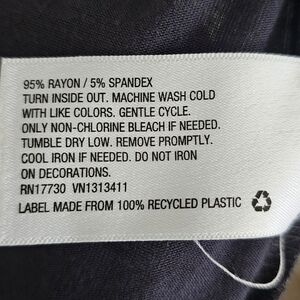 95% RAYON / 5% SPANDEX
TURN INSIDE OUT. MACHINE WASH COLD
WITH LIKE COLORS. GENTLE CYCLE.
ONLY NON-CHLORINE BLEACH IF NEEDED.
TUMBLE DRY LOW. REMOVE PROMPTLY.
COOL IRON IF NEEDED. DO NOT IRON
ON DECORATIONS.
RN17730 VN1313411
LABEL MADE FROM 100% RECYCLED PLASTIC